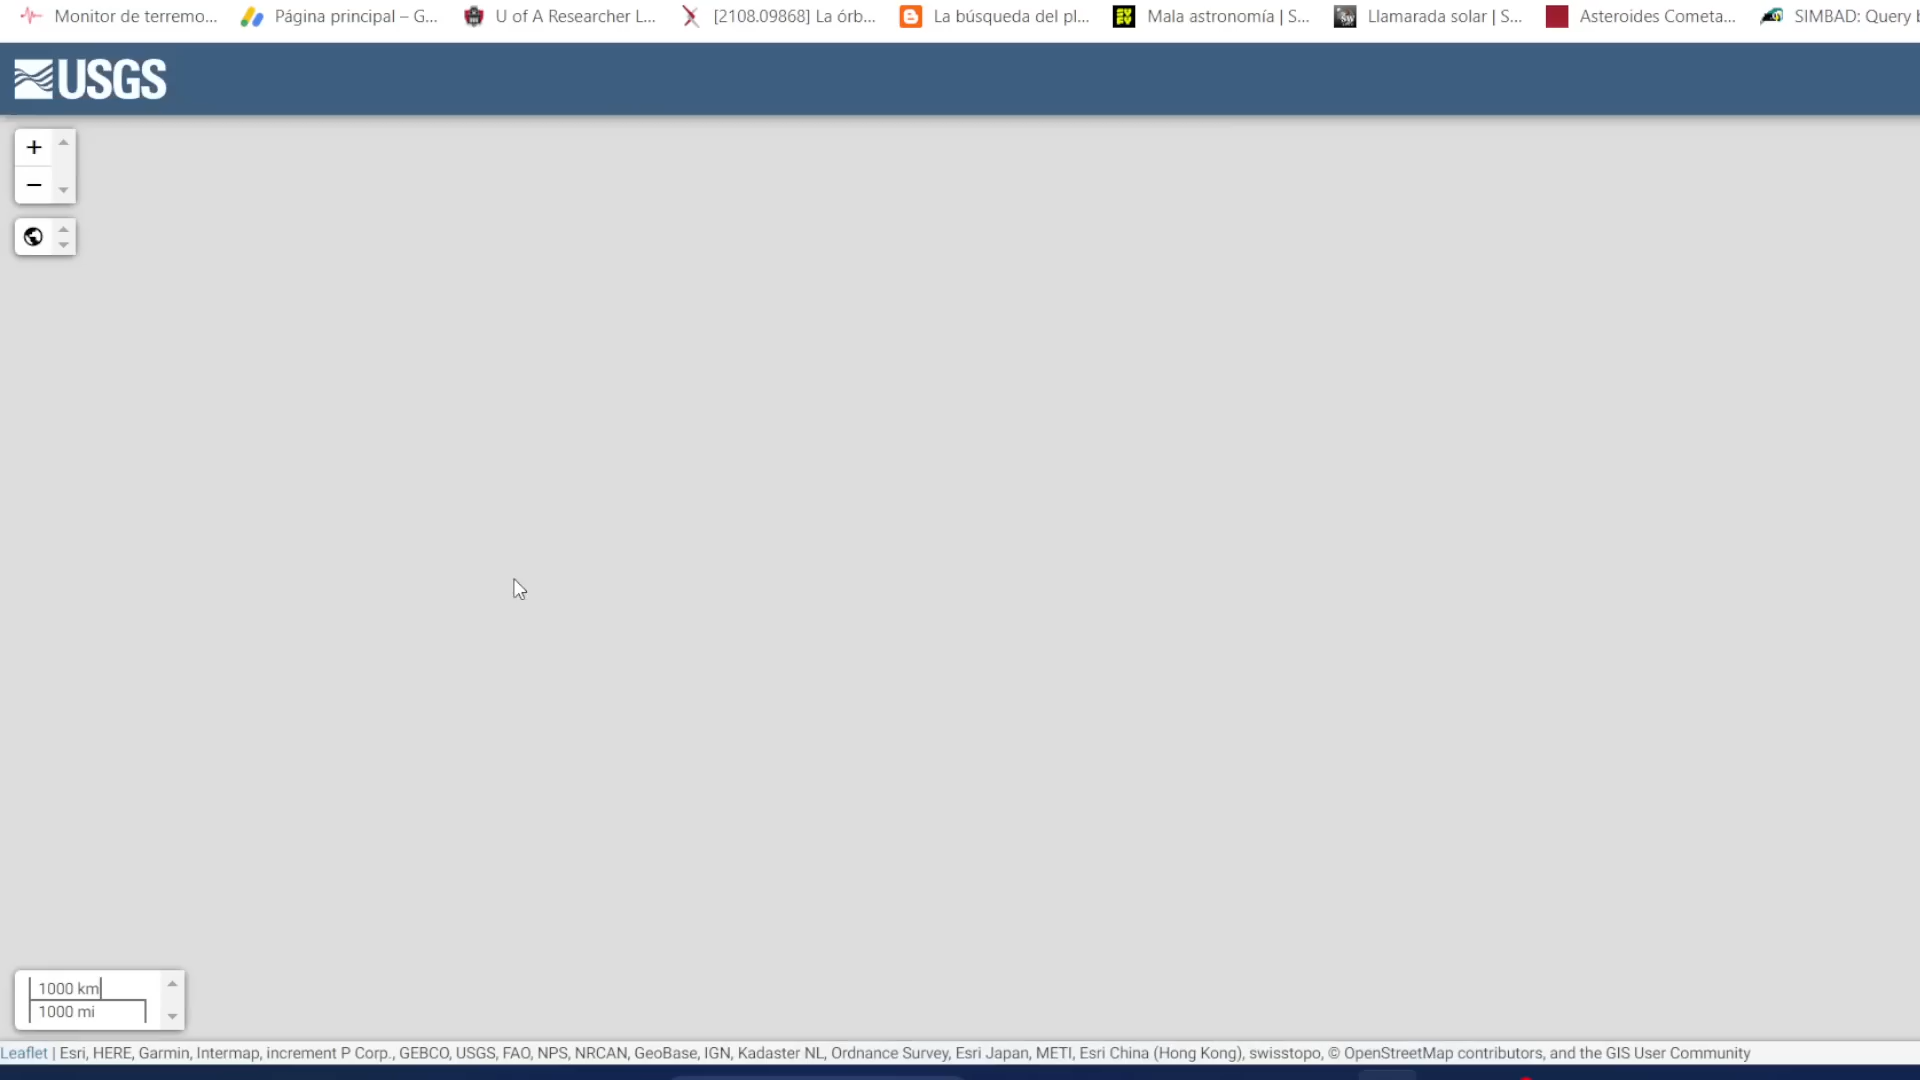 Monitor de terremo...
Página principal – G...
U of A Researcher L...
[2108.09868] La órb...
La búsqueda del pl...
Mala astronomía | S...
Llamarada solar | S...
Asteroides Cometa...
SIMBAD: Query b
USGS
+
−
1000 km
1000 mi
Leaflet | Esri, HERE, Garmin, Intermap, increment P Corp., GEBCO, USGS, FAO, NPS, NRCAN, GeoBase, IGN, Kadaster NL, Ordnance Survey, Esri Japan, METI, Esri China (Hong Kong), swisstopo, © OpenStreetMap contributors, and the GIS User Community